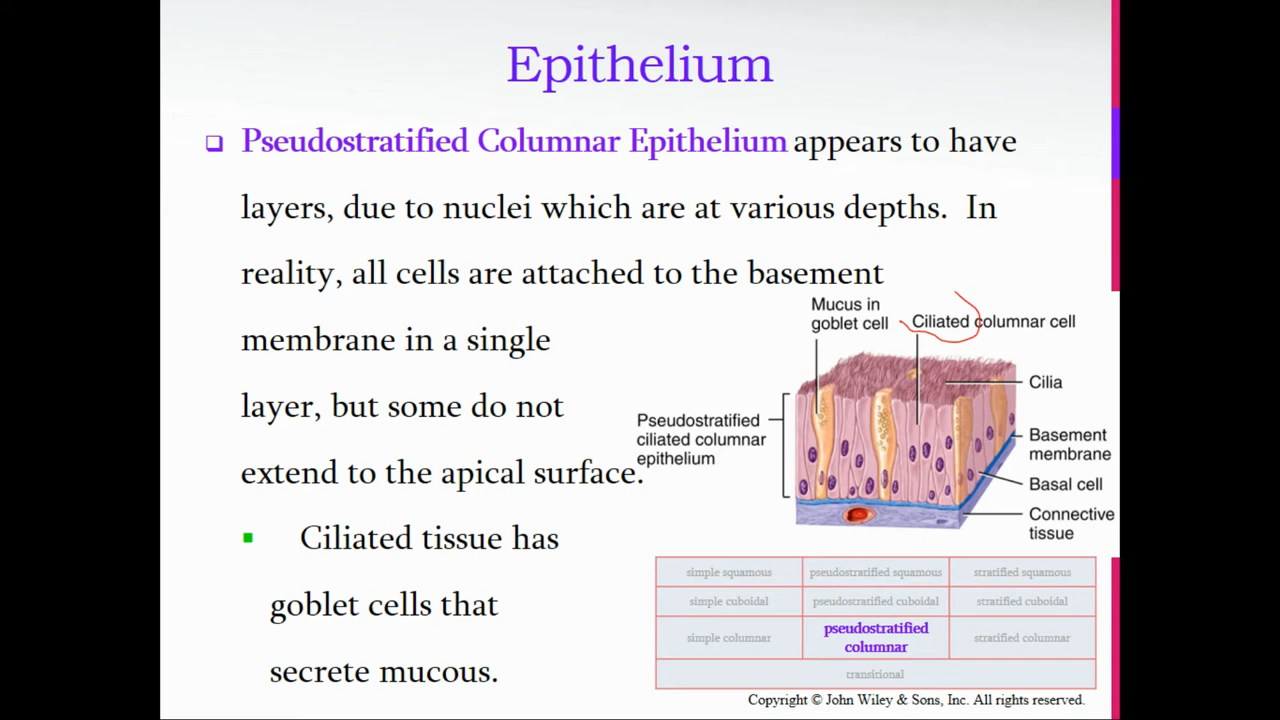 Epithelium
Pseudostratified Columnar Epithelium appears to have
layers, due to nuclei which are at various depths. In
reality, all cells are attached to the basement
membrane in a single
layer, but some do not
extend to the apical surface.
Ciliated tissue has
goblet cells that
secrete mucous.
Mucus in
goblet cell
Ciliated columnar cell
Cilia
Pseudostratified
ciliated columnar
epithelium
Basement
membrane
Basal cell
Connective
tissue
simple squamous pseudostratified squamous stratified squamous
simple cuboidal pseudostratified cuboidal stratified cuboidal
simple columnar pseudostratified columnar stratified columnar
transitional
Copyright © John Wiley & Sons, Inc. All rights reserved.